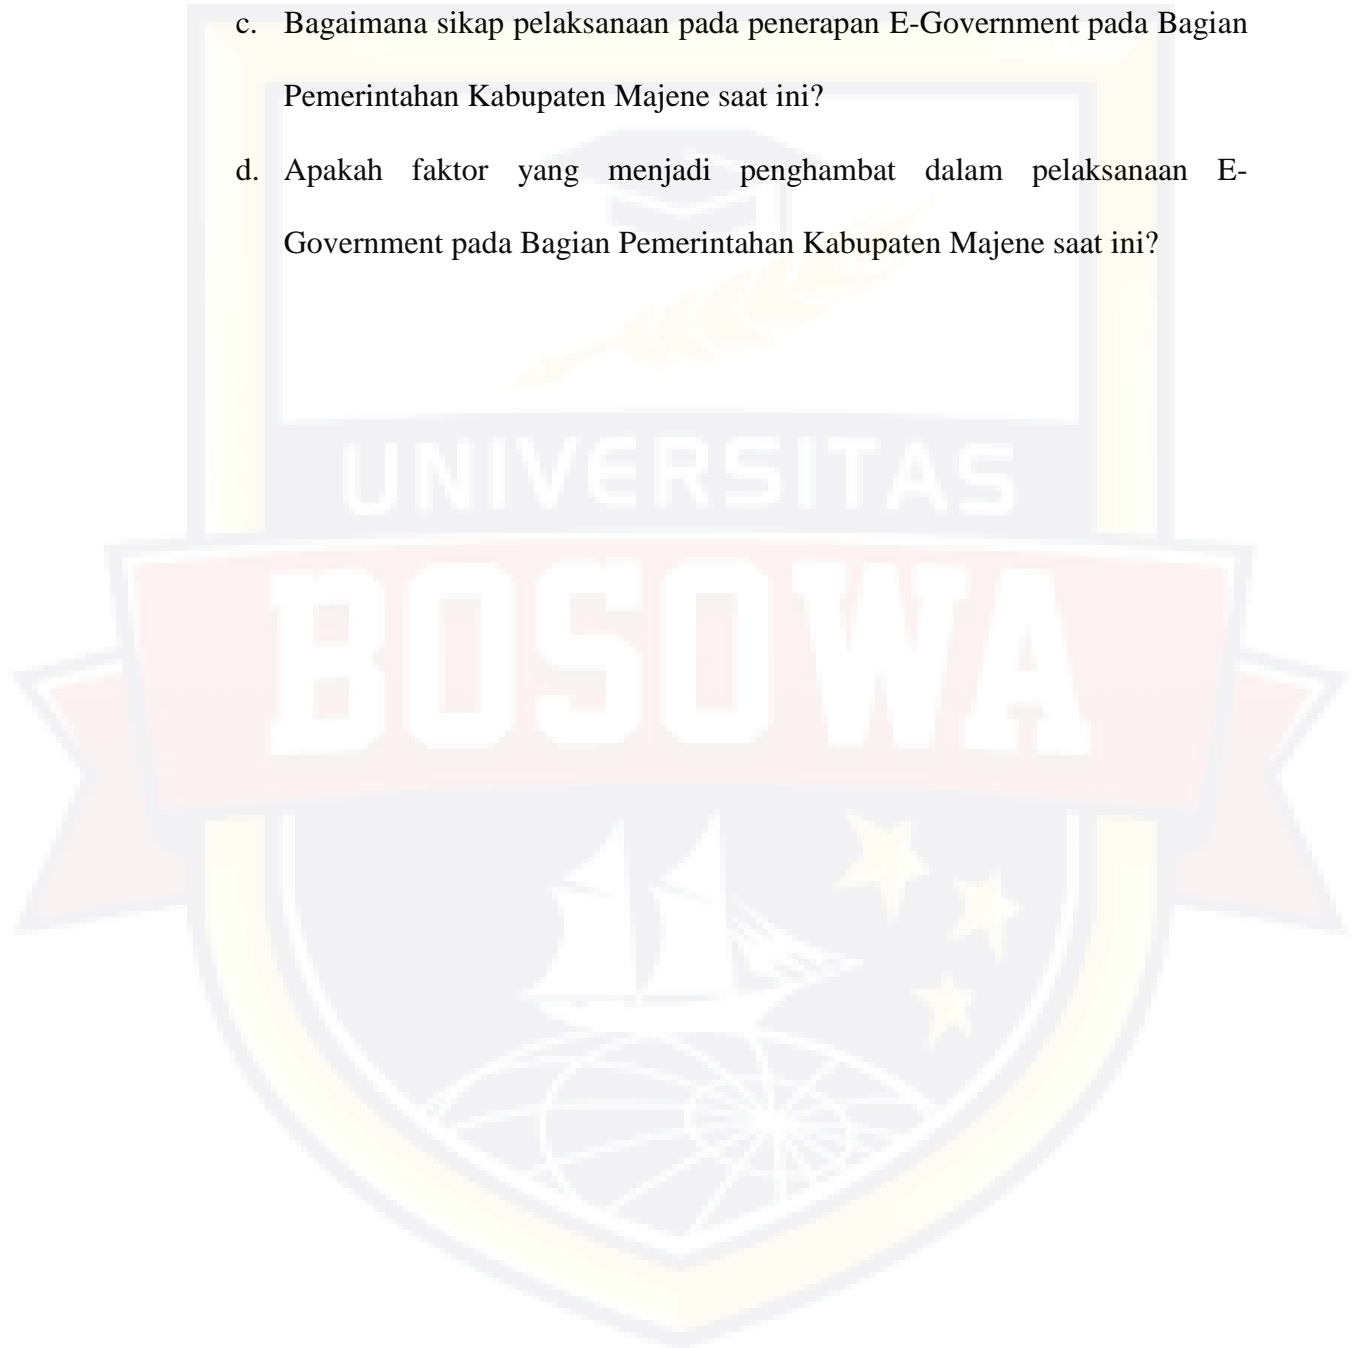 c. Bagaimana sikap pelaksanaan pada penerapan E-Government pada Bagian
Pemerintahan Kabupaten Majene saat ini?
d. Apakah faktor yang menjadi penghambat dalam pelaksanaan E-
Government pada Bagian Pemerintahan Kabupaten Majene saat ini?
UNIVERSITAS
BOSOWA